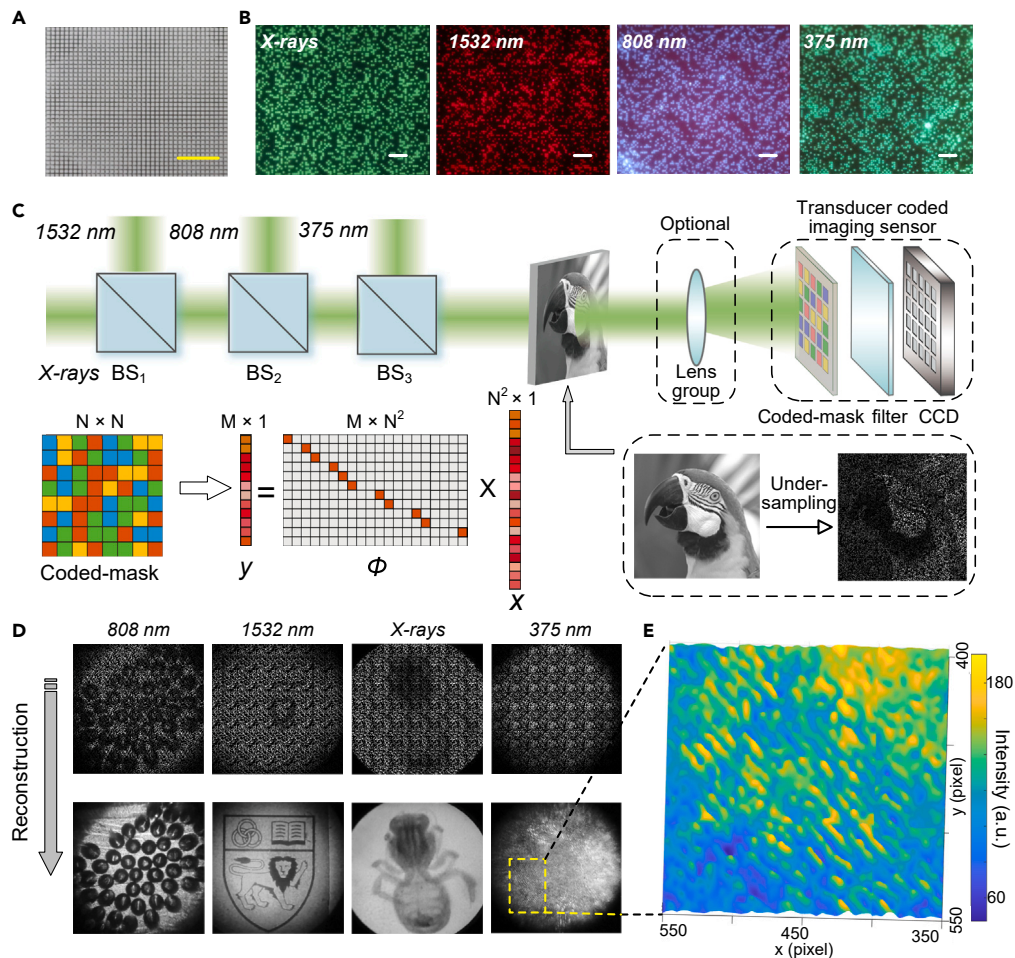 A
B
X-rays
1532 nm
808 nm
375 nm
C
1532 nm
808 nm
375 nm
Optional
Transducer coded
imaging sensor
X-rays
BS1
BS2
BS3
Lens
group
Coded-mask
filter
CCD
N × N
M × 1
M × N²
N² × 1
=
X
Coded-mask
y
Φ
x
Under-
sampling
D
808 nm
1532 nm
X-rays
375 nm
Reconstruction
E
400
y (pixel)
550
550
450
350
x (pixel)
180
Intensity (a.u.)
60